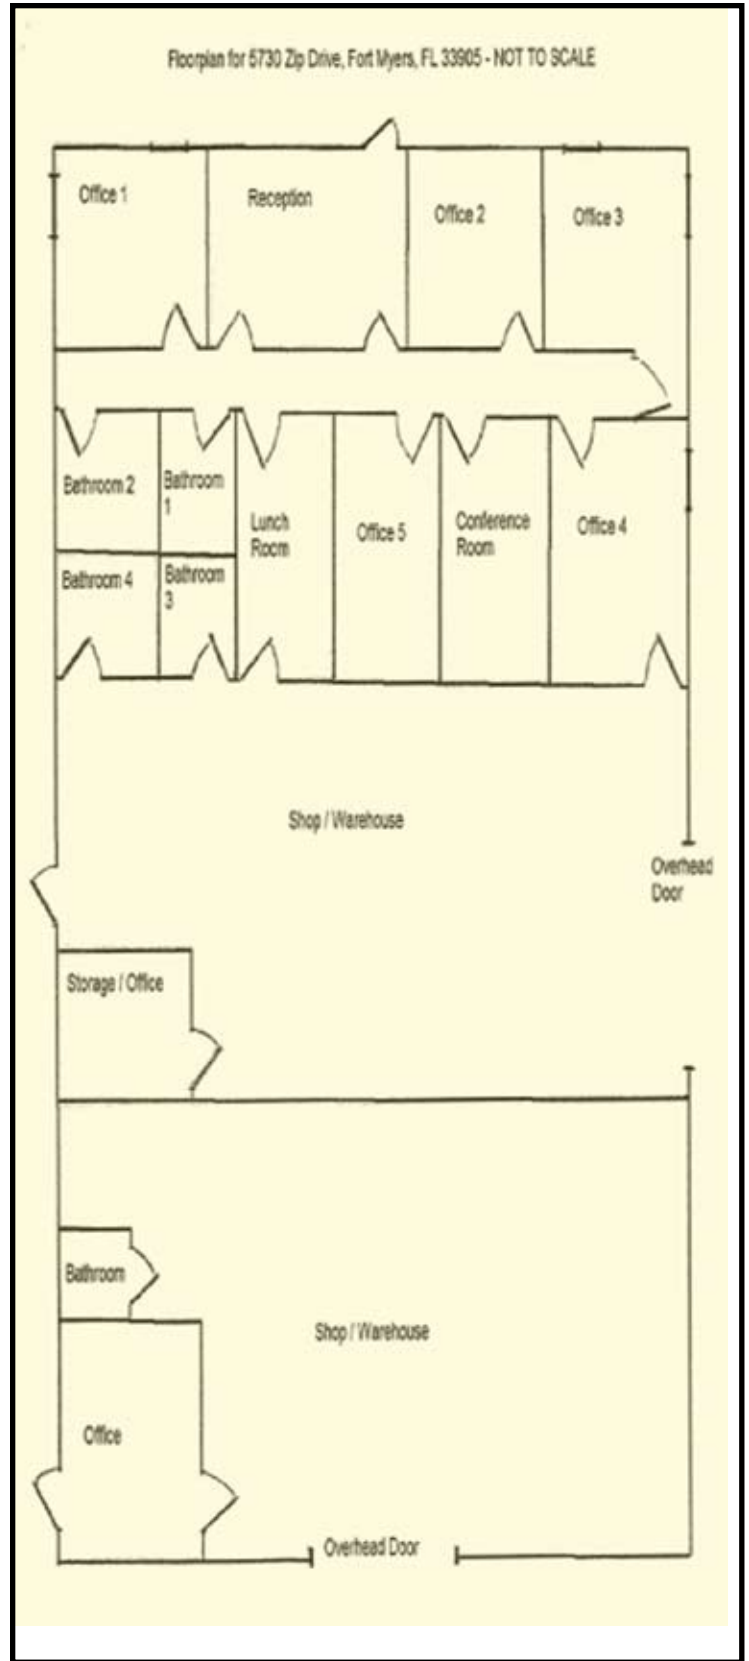 Floorplan for 5730 Zip Drive, Fort Myers, FL 33905 - NOT TO SCALE
Office 1
Reception
Office 2
Office 3
Bathroom 2
Bathroom
1
Lunch
Room
Office 5
Conference
Room
Office 4
Bathroom 4
Bathroom
3
Shop / Warehouse
Overhead
Door
Storage / Office
Bathroom
Shop / Warehouse
Office
Overhead Door